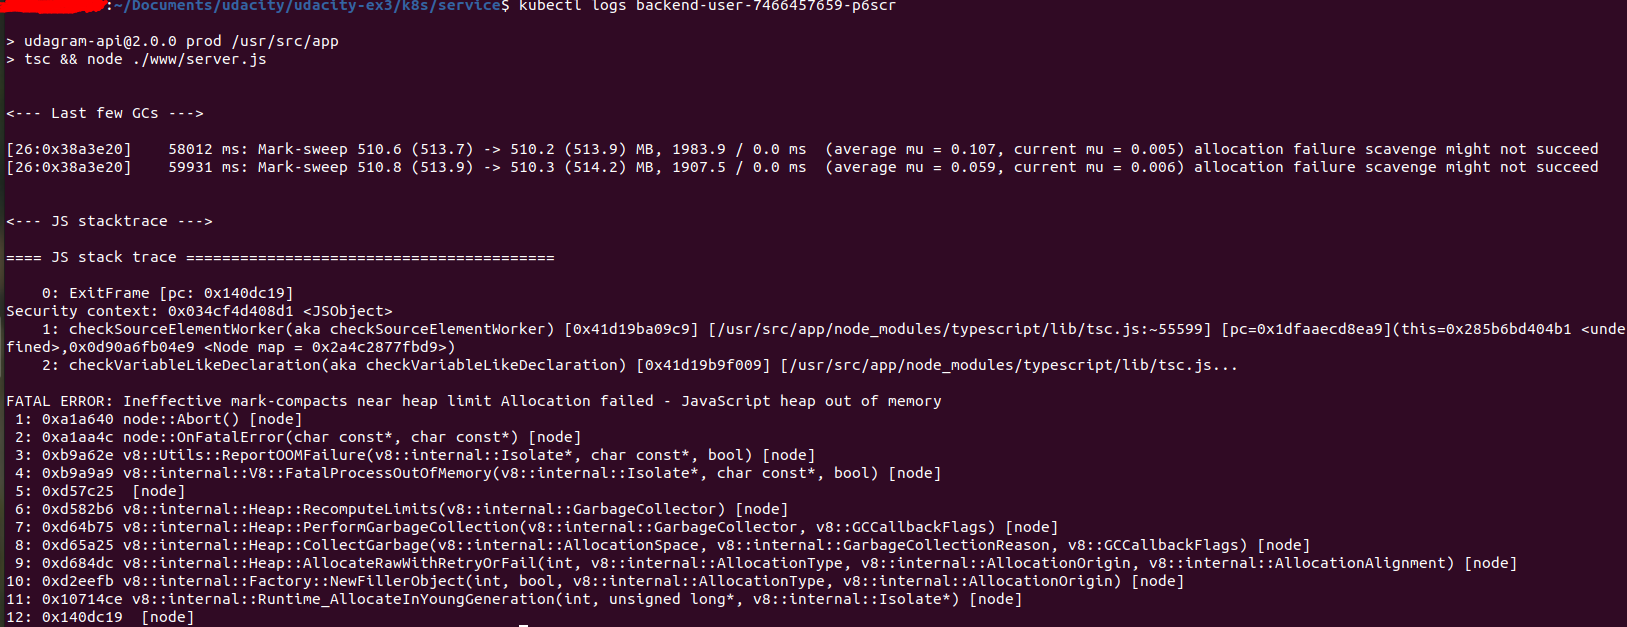 :~/Documents/udacity/udacity-ex3/k8s/service$ kubectl logs backend-user-7466457659-p6scr
> udagram-api@2.0.0 prod /usr/src/app
> tsc && node ./www/server.js
<--- Last few GCs --->
[26:0x38a3e20]    58012 ms: Mark-sweep 510.6 (513.7) -> 510.2 (513.9) MB, 1983.9 / 0.0 ms  (average mu = 0.107, current mu = 0.005) allocation failure scavenge might not succeed
[26:0x38a3e20]    59931 ms: Mark-sweep 510.8 (513.9) -> 510.3 (514.2) MB, 1907.5 / 0.0 ms  (average mu = 0.059, current mu = 0.006) allocation failure scavenge might not succeed
<--- JS stacktrace --->
==== JS stack trace =========================================
    0: ExitFrame [pc: 0x140dc19]
Security context: 0x034cf4d408d1 <JSObject>
    1: checkSourceElementWorker(aka checkSourceElementWorker) [0x41d19ba09c9] [/usr/src/app/node_modules/typescript/lib/tsc.js:~55599] [pc=0x1dfaaecd8ea9](this=0x285b6bd404b1 <unde
fined>,0x0d90a6fb04e9 <Node map = 0x2a4c2877fbd9>)
    2: checkVariableLikeDeclaration(aka checkVariableLikeDeclaration) [0x41d19b9f009] [/usr/src/app/node_modules/typescript/lib/tsc.js...
FATAL ERROR: Ineffective mark-compacts near heap limit Allocation failed - JavaScript heap out of memory
 1: 0xa1a640 node::Abort() [node]
 2: 0xa1aa4c node::OnFatalError(char const*, char const*) [node]
 3: 0xb9a62e v8::Utils::ReportOOMFailure(v8::internal::Isolate*, char const*, bool) [node]
 4: 0xb9a9a9 v8::internal::V8::FatalProcessOutOfMemory(v8::internal::Isolate*, char const*, bool) [node]
 5: 0xd57c25  [node]
 6: 0xd582b6 v8::internal::Heap::RecomputeLimits(v8::internal::GarbageCollector) [node]
 7: 0xd64b75 v8::internal::Heap::PerformGarbageCollection(v8::internal::GarbageCollector, v8::GCCallbackFlags) [node]
 8: 0xd65a25 v8::internal::Heap::CollectGarbage(v8::internal::AllocationSpace, v8::internal::GarbageCollectionReason, v8::GCCallbackFlags) [node]
 9: 0xd684dc v8::internal::Heap::AllocateRawWithRetryOrFail(int, v8::internal::AllocationType, v8::internal::AllocationOrigin, v8::internal::AllocationAlignment) [node]
10: 0xd2eefb v8::internal::Factory::NewFillerObject(int, bool, v8::internal::AllocationType, v8::internal::AllocationOrigin) [node]
11: 0x10714ce v8::internal::Runtime_AllocateInYoungGeneration(int, unsigned long*, v8::internal::Isolate*) [node]
12: 0x140dc19  [node]